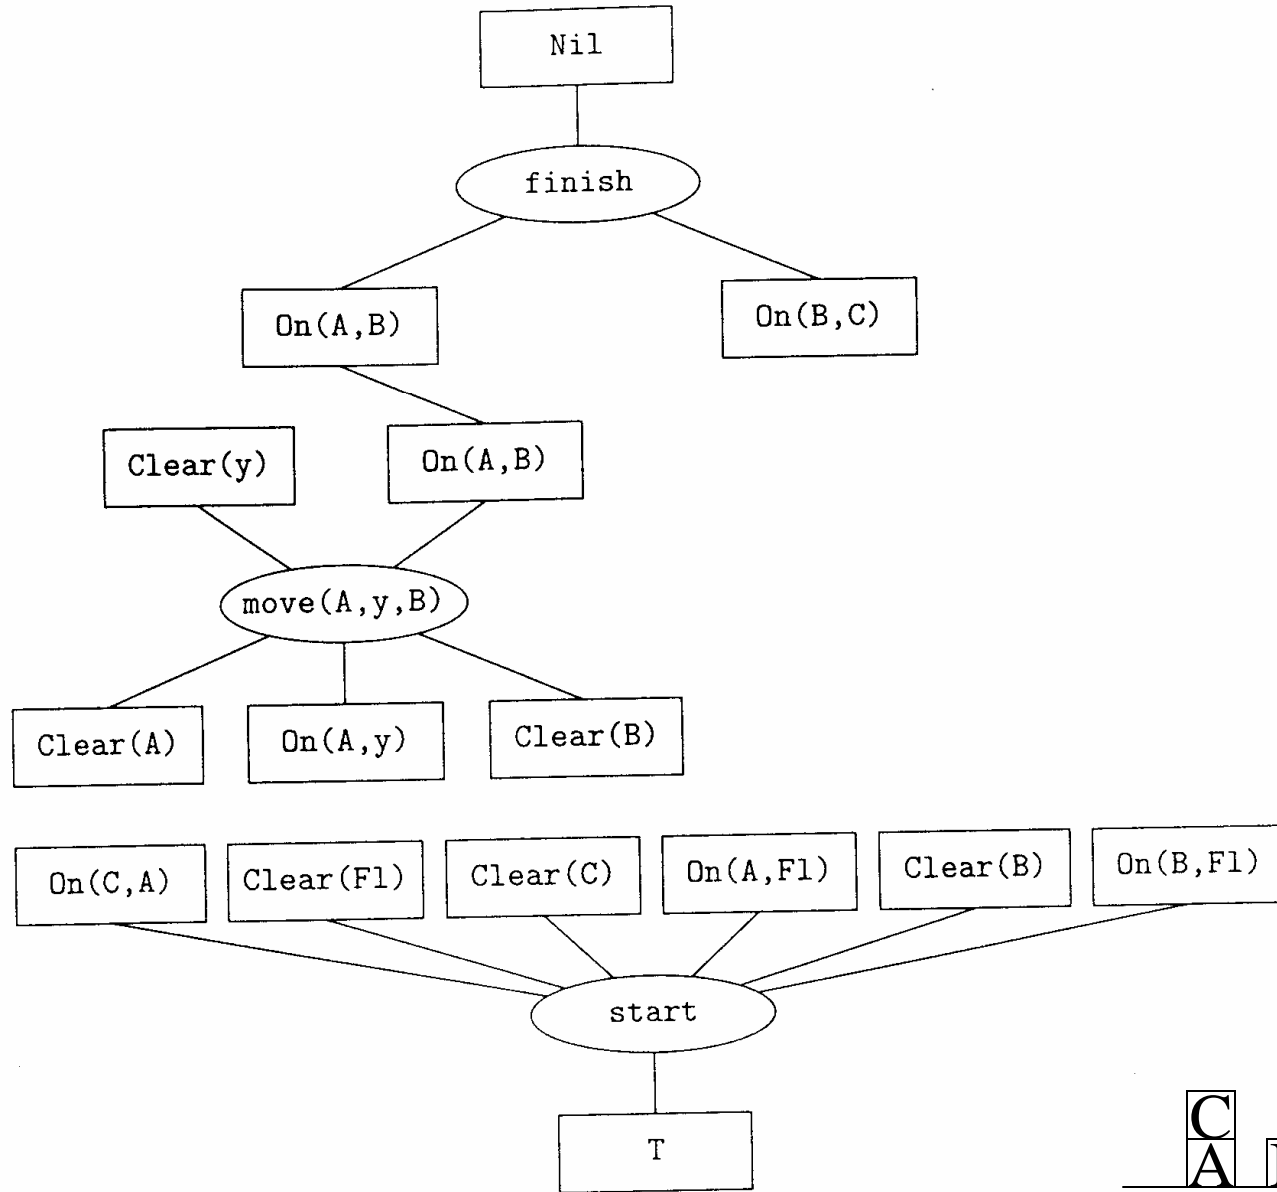 Nil
finish
On(A,B)
On(B,C)
Clear(y)
On(A,B)
move(A,y,B)
Clear(A)
On(A,y)
Clear(B)
On(C,A)
Clear(Fl)
Clear(C)
On(A,Fl)
Clear(B)
On(B,Fl)
start
T
C
A